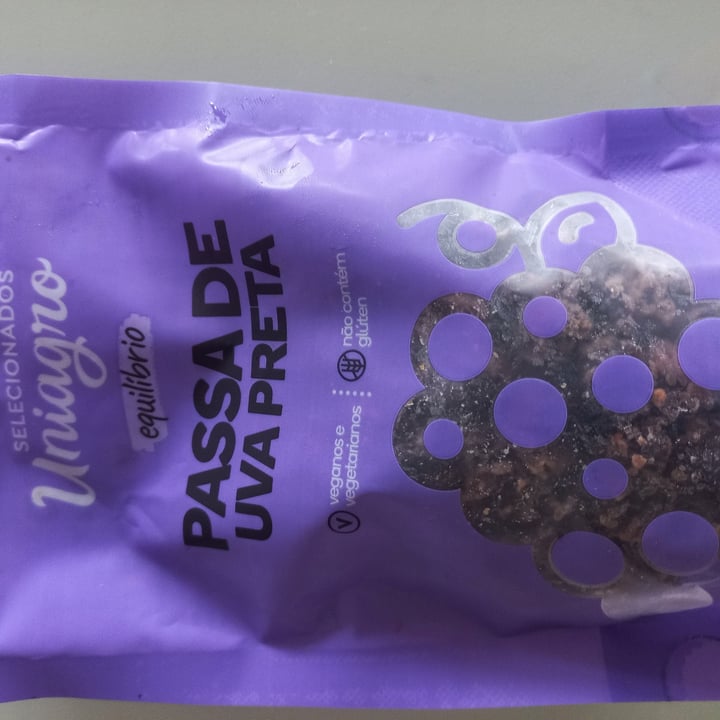 SELECIONADOS
Uniagro
equilíbrio
PASSA DE
UVA PRETA
V
veganos e
vegetarianos
não contém
glúten